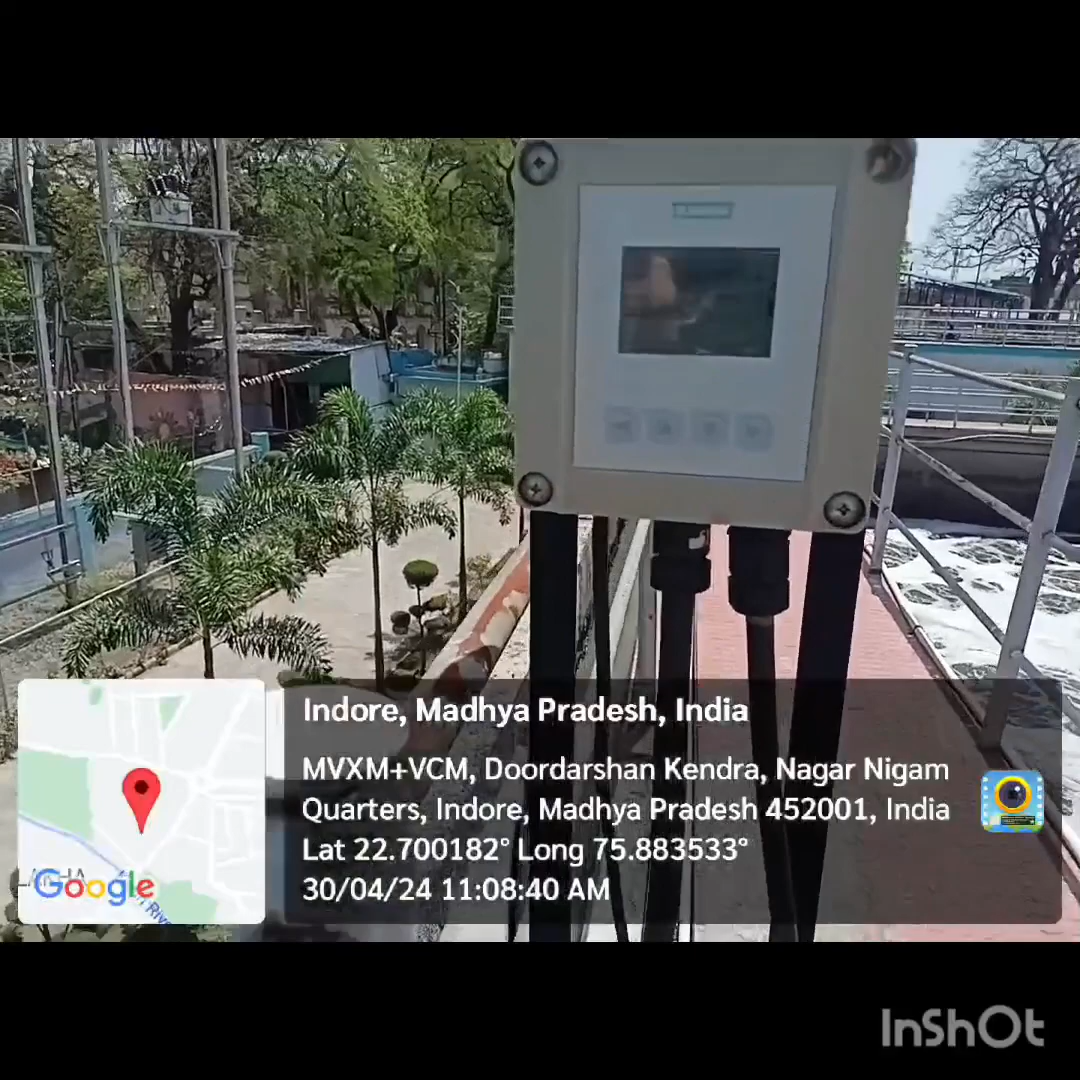 Indore, Madhya Pradesh, India
MVXM+VCM, Doordarshan Kendra, Nagar Nigam
Quarters, Indore, Madhya Pradesh 452001, India
Lat 22.700182° Long 75.883533°
30/04/24 11:08:40 AM
Google
InShOt